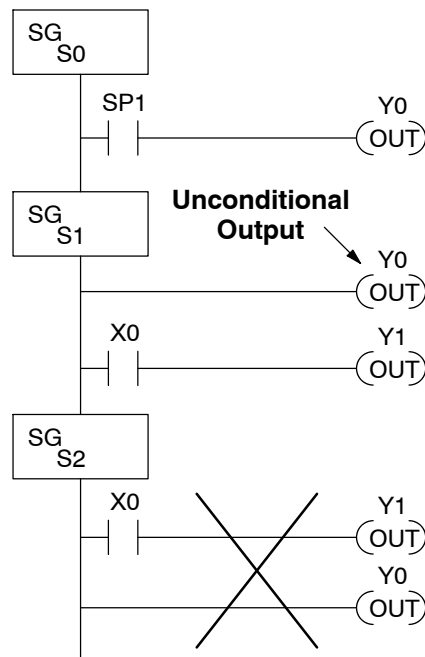 SG
S0
SP1
Y0
OUT
SG
S1
Unconditional
Output
Y0
OUT
X0
Y1
OUT
SG
S2
X0
Y1
OUT
Y0
OUT